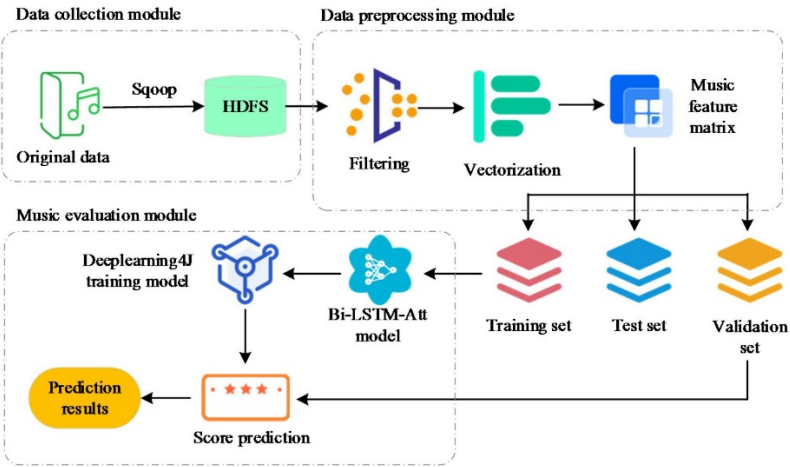 Data collection module
Data preprocessing module
Sqoop
HDFS
Original data
Filtering
Vectorization
Music
feature
matrix
Music evaluation module
Deeplearning4J
training model
Bi-LSTM-Att
model
Training set
Test set
Validation
set
Prediction
results
Score prediction